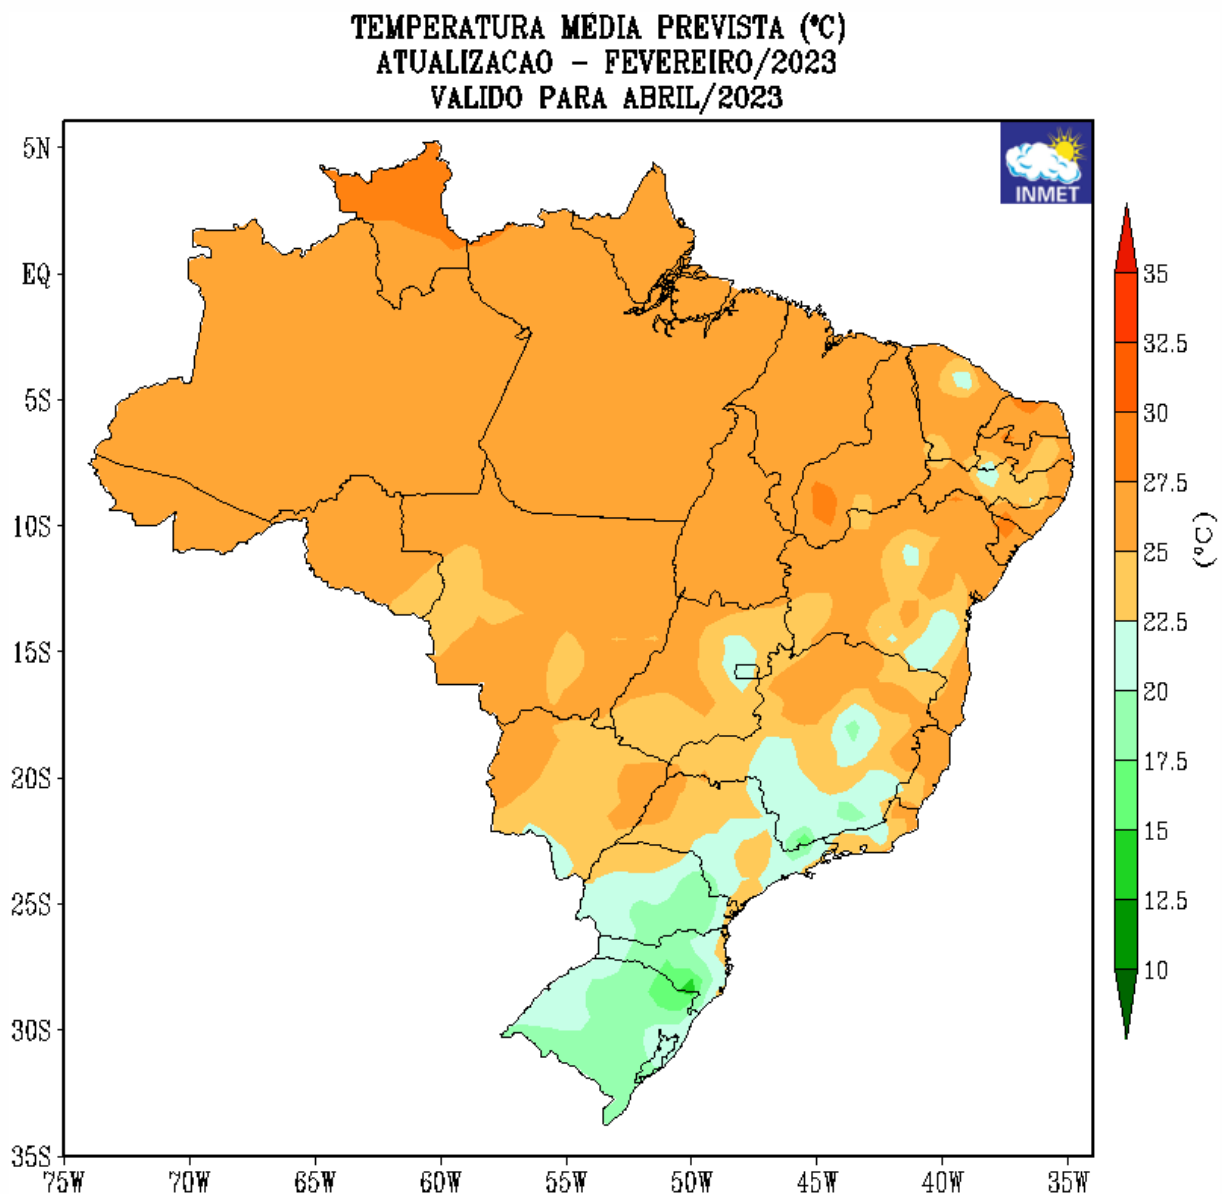 TEMPERATURA MÉDIA PREVISTA (°C)
ATUALIZACAO - FEVEREIRO/2023
VALIDO PARA ABRIL/2023
INMET
5N
EQ
5S
10S
15S
20S
25S
30S
35S
75W 70W 65W 60W 55W 50W 45W 40W 35W
35
32.5
30
27.5
25
22.5
20
17.5
15
12.5
10
(°C)